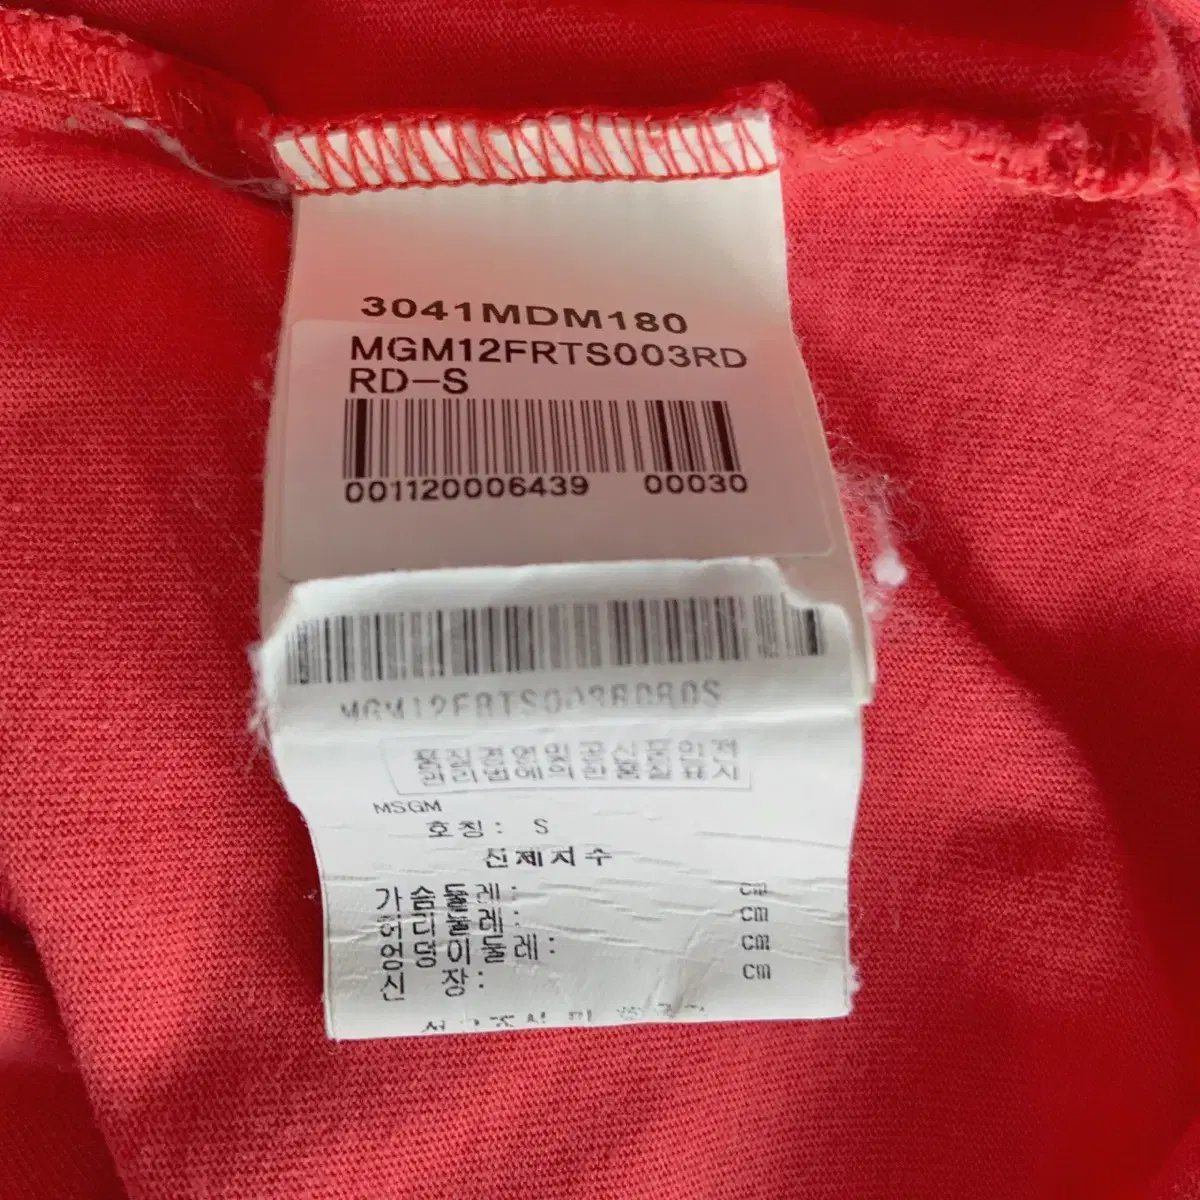 3041MDM180
MGM12FRTS003RD
RD-S
001120006439 00030
MGM12FRTS003RDRDS
품질경영및공산품안전
관리법에의한품질표시
MSGM
호칭: S
신체치수
가슴둘레: cm
허리둘레: cm
엉덩이둘레: cm
신 장: cm